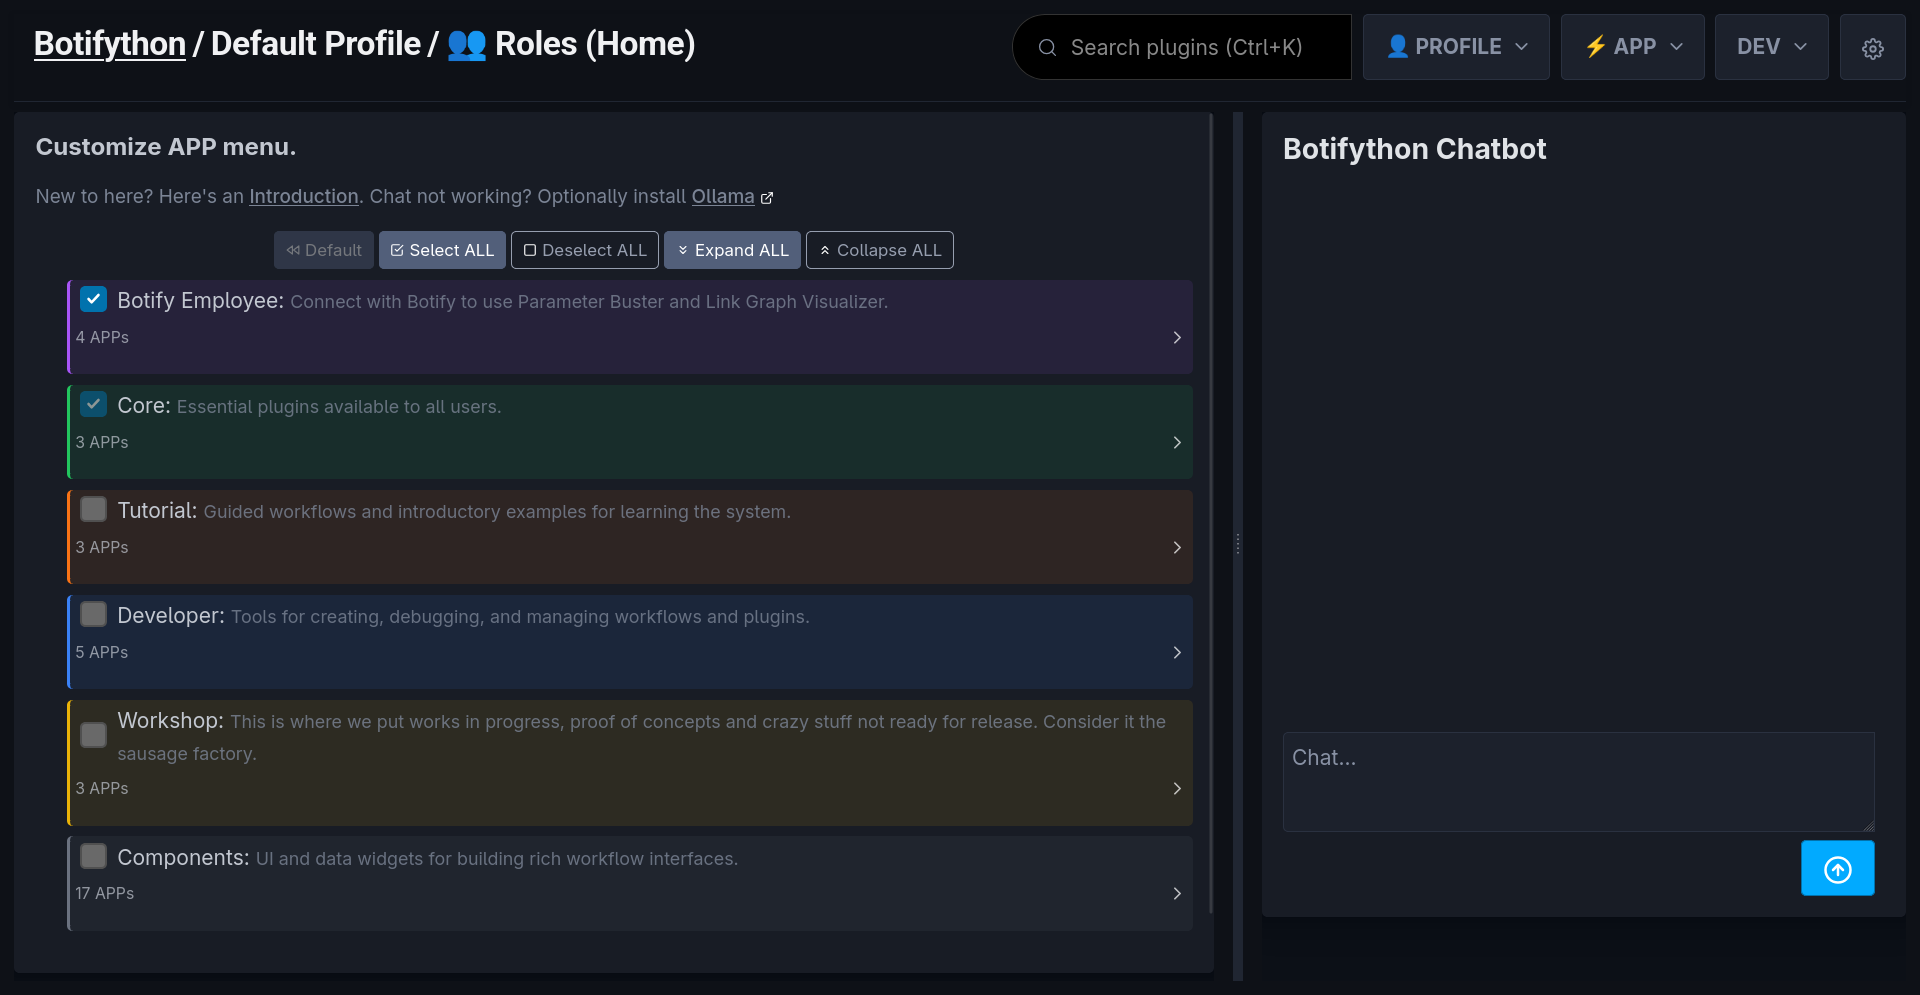 Botifython / Default Profile / 👥 Roles (Home)
Search plugins (Ctrl+K)
👤 PROFILE
⚡ APP
DEV
Customize APP menu.
New to here? Here's an Introduction. Chat not working? Optionally install Ollama
Default
Select ALL
Deselect ALL
Expand ALL
Collapse ALL
Botify Employee: Connect with Botify to use Parameter Buster and Link Graph Visualizer.
4 APPs
Core: Essential plugins available to all users.
3 APPs
Tutorial: Guided workflows and introductory examples for learning the system.
3 APPs
Developer: Tools for creating, debugging, and managing workflows and plugins.
5 APPs
Workshop: This is where we put works in progress, proof of concepts and crazy stuff not ready for release. Consider it the
sausage factory.
3 APPs
Components: UI and data widgets for building rich workflow interfaces.
17 APPs
Botifython Chatbot
Chat...